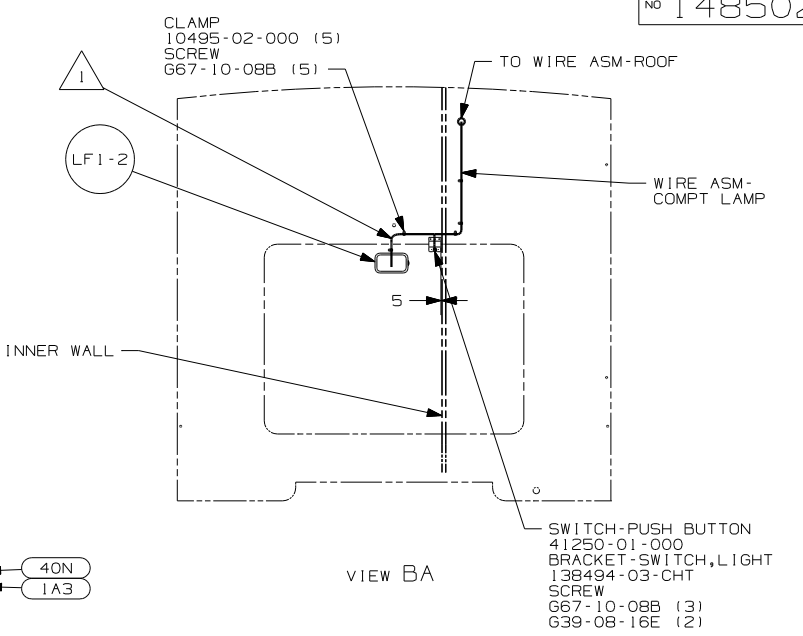 NO 148502
CLAMP
10495-02-000 (5)
SCREW
G67-10-08B (5)
TO WIRE ASM-ROOF
1
LF1-2
WIRE ASM-
COMPT LAMP
5
INNER WALL
SWITCH-PUSH BUTTON
41250-01-000
BRACKET-SWITCH,LIGHT
138494-03-CHT
SCREW
G67-10-08B (3)
G39-08-16E (2)
40N
1A3
VIEW BA